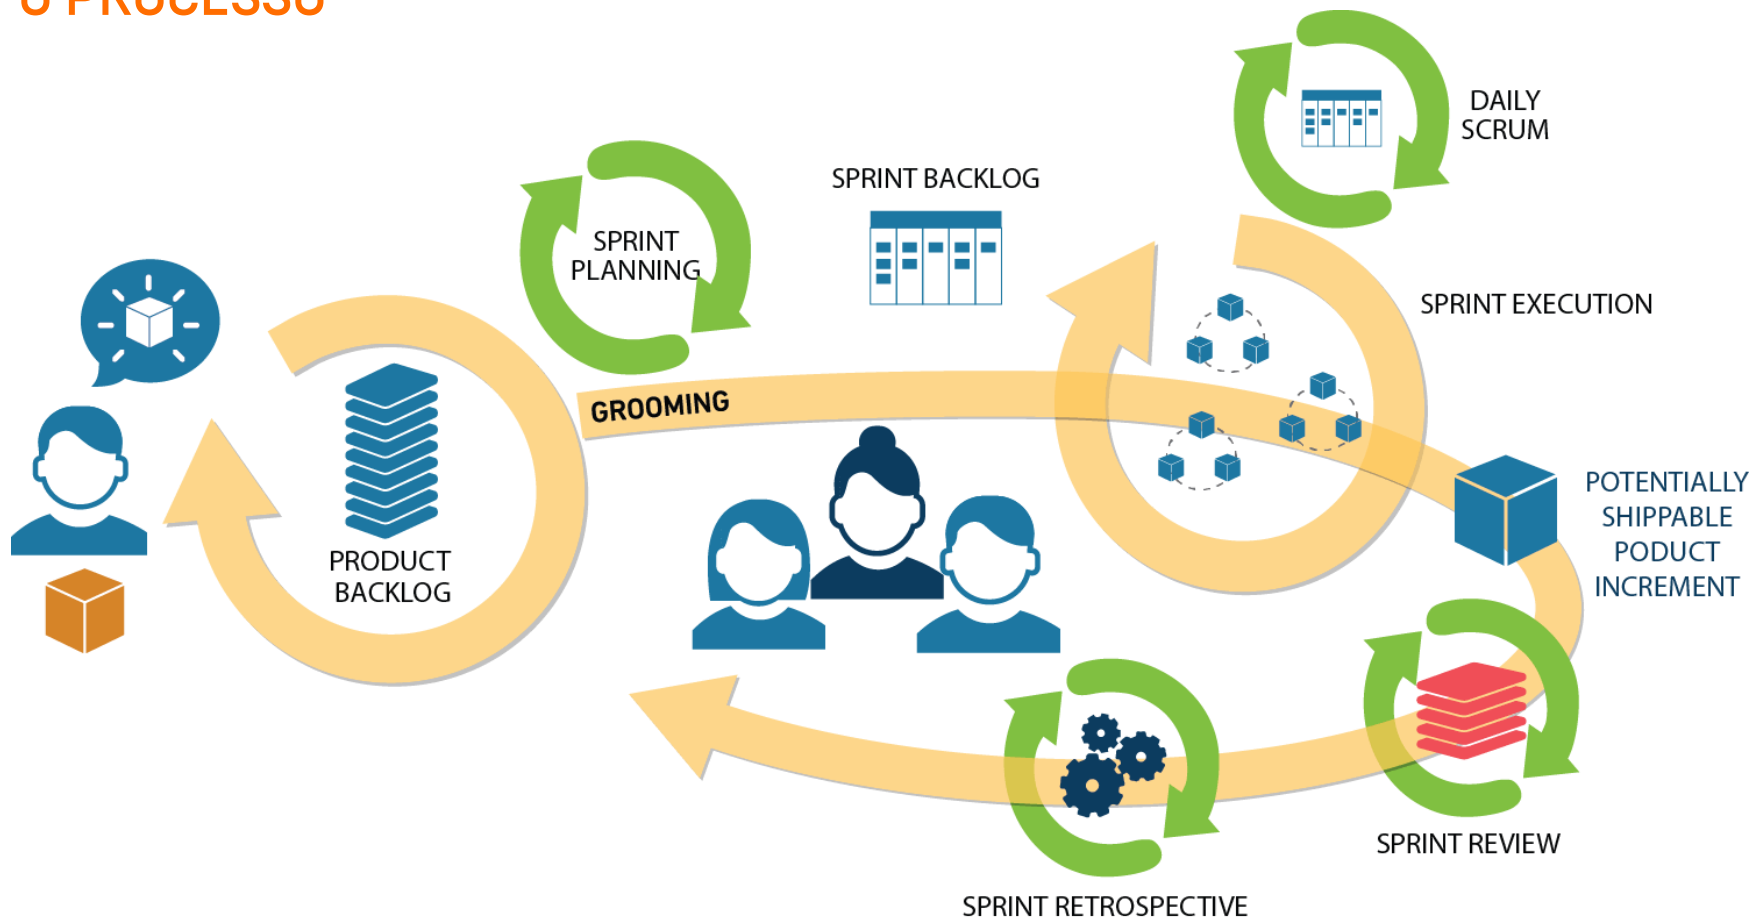 O PROCESSO
DAILY
SCRUM
SPRINT BACKLOG
SPRINT
PLANNING
SPRINT EXECUTION
GROOMING
POTENTIALLY
SHIPPABLE
PODUCT
INCREMENT
PRODUCT
BACKLOG
SPRINT REVIEW
SPRINT RETROSPECTIVE